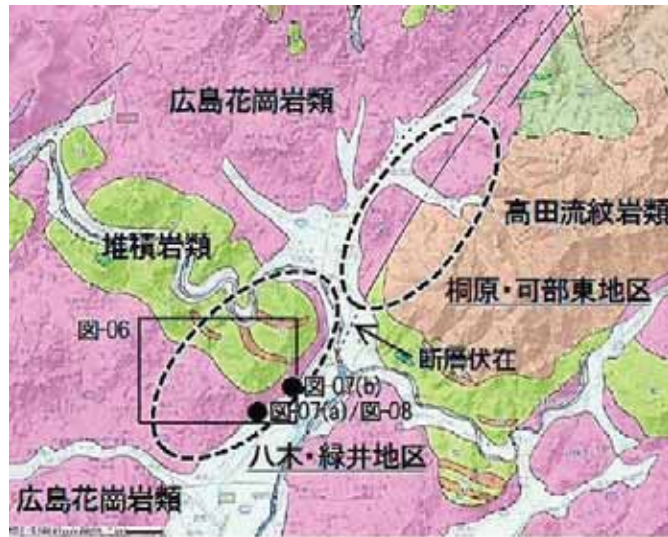 広島花崗岩類
高田流紋岩類
堆積岩類
桐原・可部東地区
図-06
断層伏在
図-07(b)
図-07(a)/図-08
八木・緑井地区
広島花崗岩類